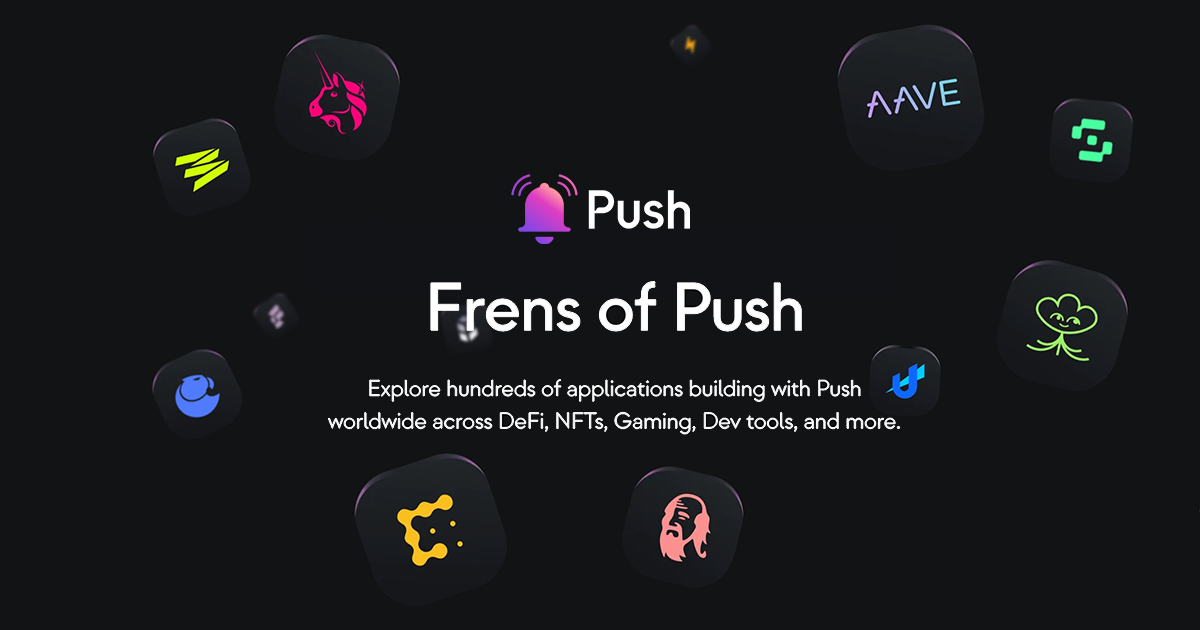 AAVE
Push
Frens of Push
Explore hundreds of applications building with Push
worldwide across DeFi, NFTs, Gaming, Dev tools, and more.